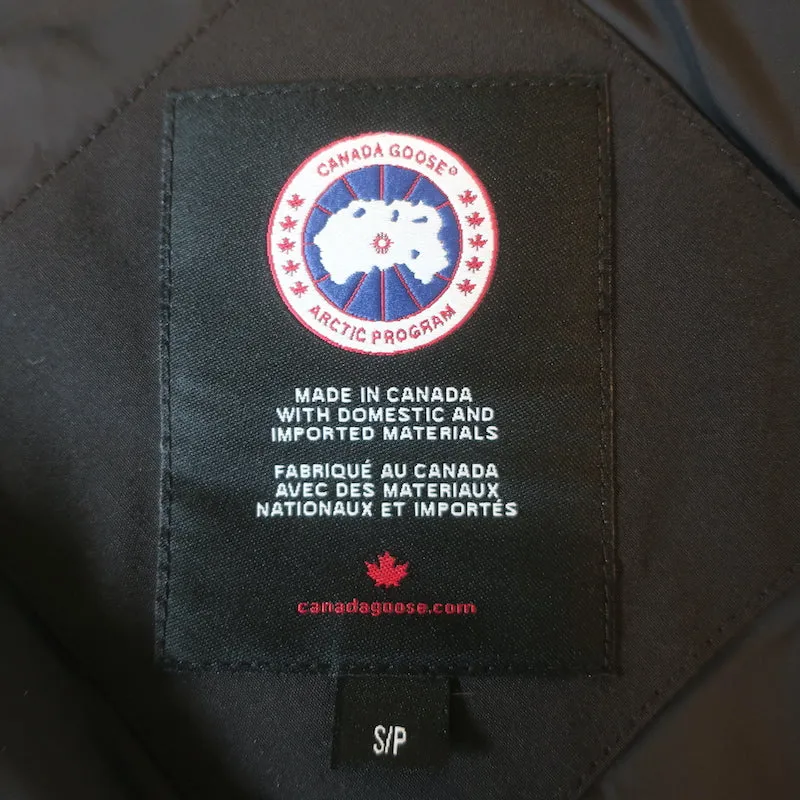 CANADA GOOSE®
ARCTIC PROGRAM
MADE IN CANADA
WITH DOMESTIC AND
IMPORTED MATERIALS
FABRIQUÉ AU CANADA
AVEC DES MATERIAUX
NATIONAUX ET IMPORTÉS
canadagoose.com
S/P